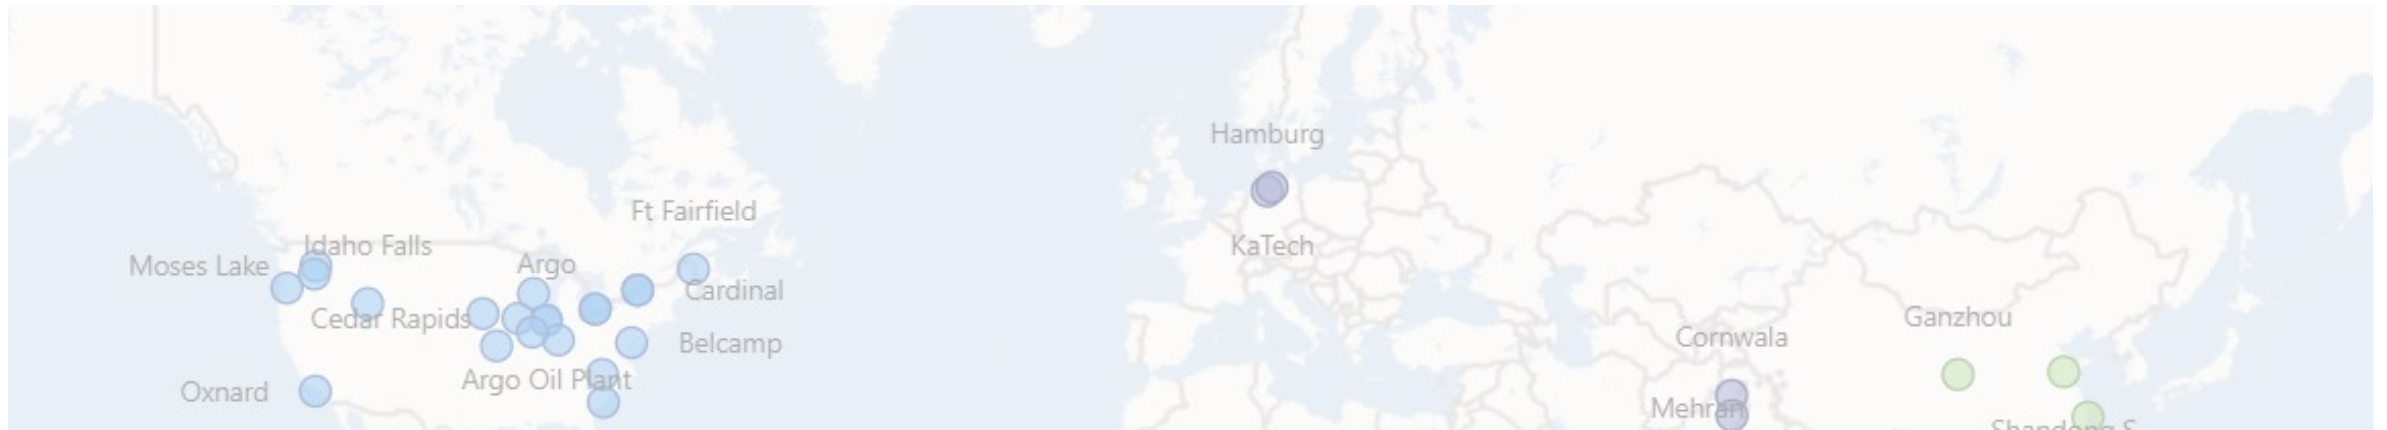 Hamburg
Ft Fairfield
Idaho Falls
KaTech
Moses Lake
Argo
Cardinal
Cedar Rapids
Ganzhou
Cornwala
Belcamp
Argo Oil Plant
Oxnard
Mehran
Shandong S